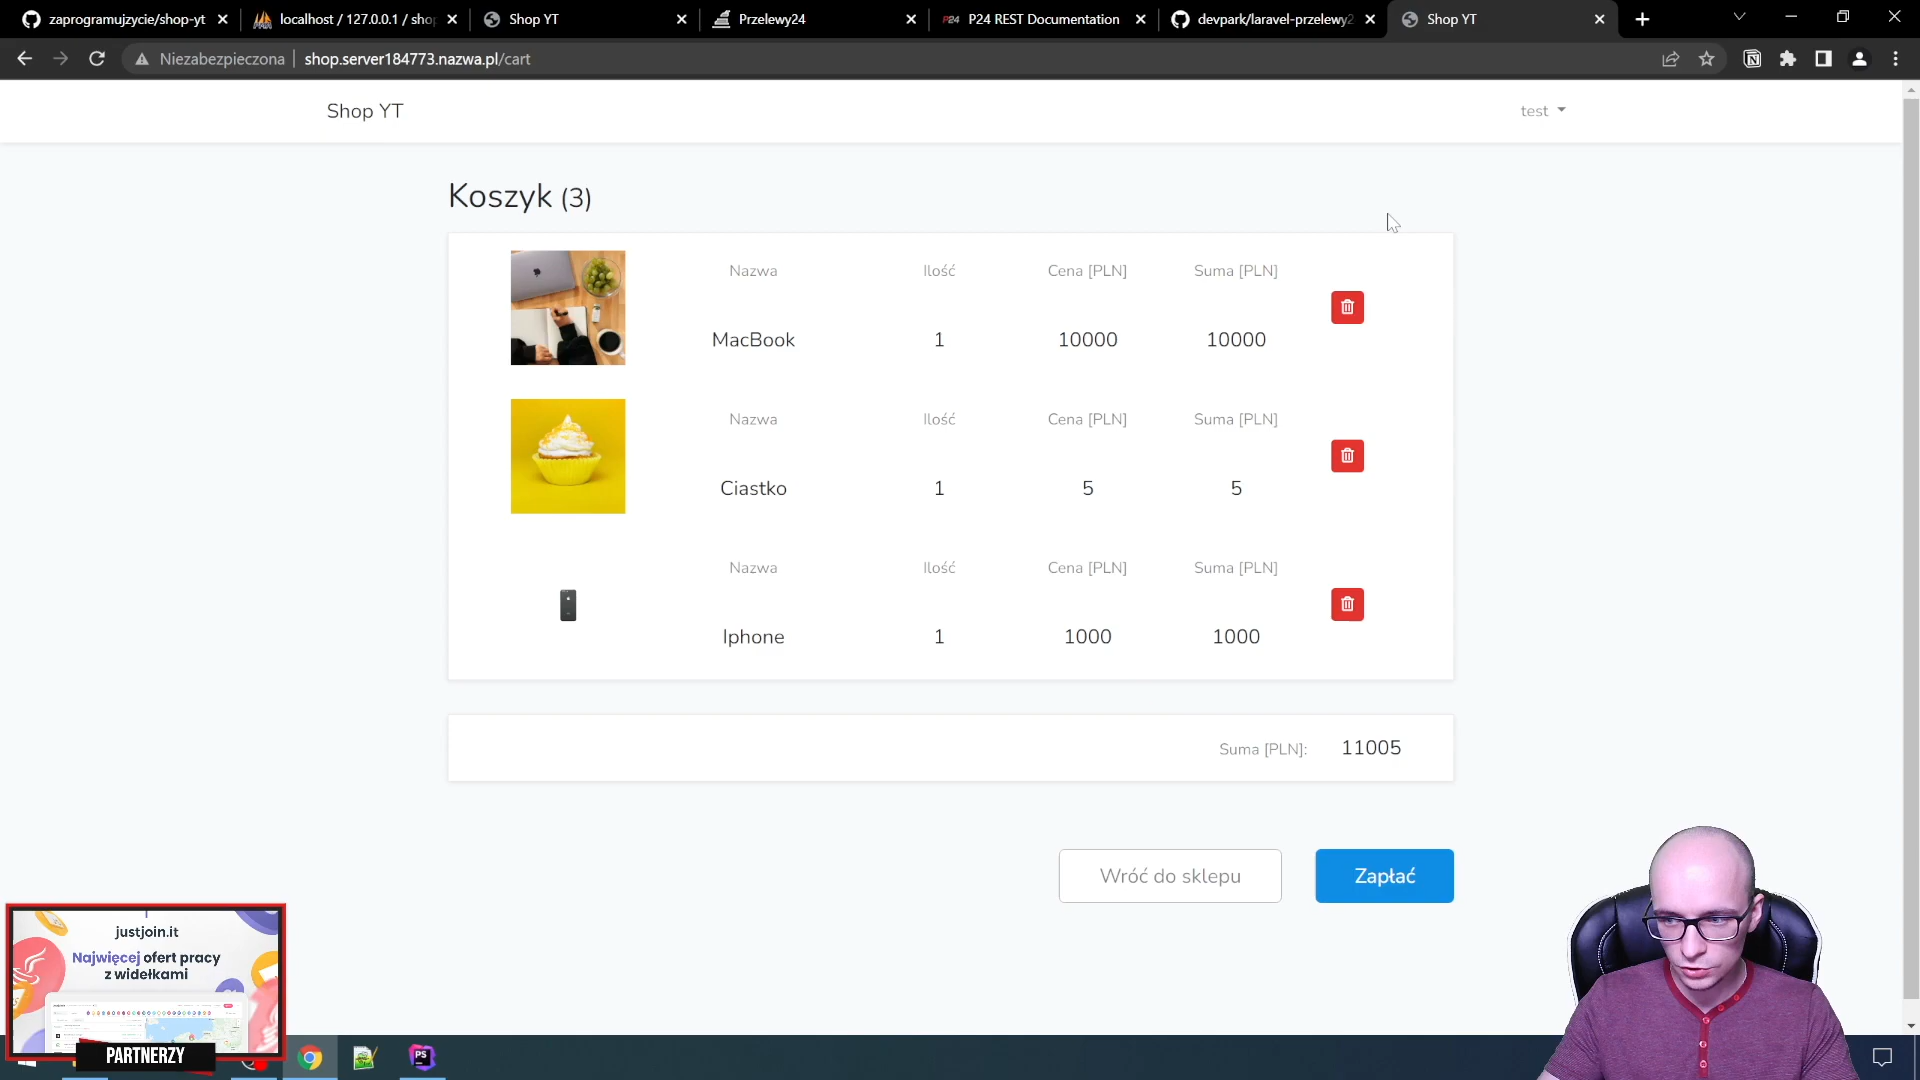 zaprogramujzycie/shop-yt
localhost / 127.0.0.1 / shop
Shop YT
Przelewy24
P24 P24 REST Documentation
devpark/laravel-przelewy2
Shop YT
Niezabezpieczona shop.server184773.nazwa.pl/cart
Shop YT
test
Koszyk (3)
Nazwa Ilość Cena [PLN] Suma [PLN]
MacBook 1 10000 10000
Nazwa Ilość Cena [PLN] Suma [PLN]
Ciastko 1 5 5
Nazwa Ilość Cena [PLN] Suma [PLN]
Iphone 1 1000 1000
Suma [PLN]: 11005
Wróć do sklepu
Zapłać
justjoin.it
Najwięcej ofert pracy
z widełkami
PARTNERZY
PS